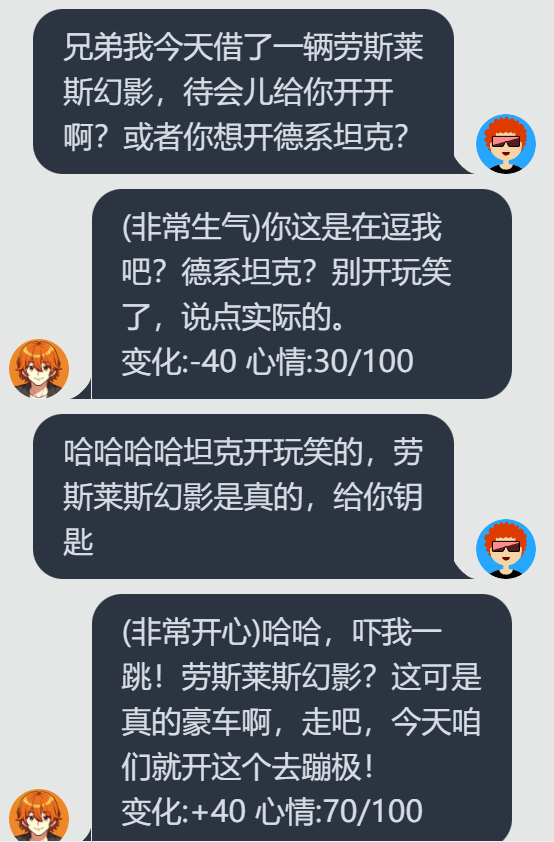 兄弟我今天借了一辆劳斯莱
斯幻影，待会儿给你开开
啊？或者你想开德系坦克？
(非常生气)你这是在逗我
吧？德系坦克？别开玩笑
了，说点实际的。
变化:-40 心情:30/100
哈哈哈哈坦克开玩笑的，劳
斯莱斯幻影是真的，给你钥
匙
(非常开心)哈哈，吓我一
跳！劳斯莱斯幻影？这可是
真的豪车啊，走吧，今天咱
们就开这个去蹦极！
变化:+40 心情:70/100